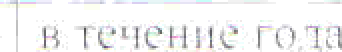 в течение года